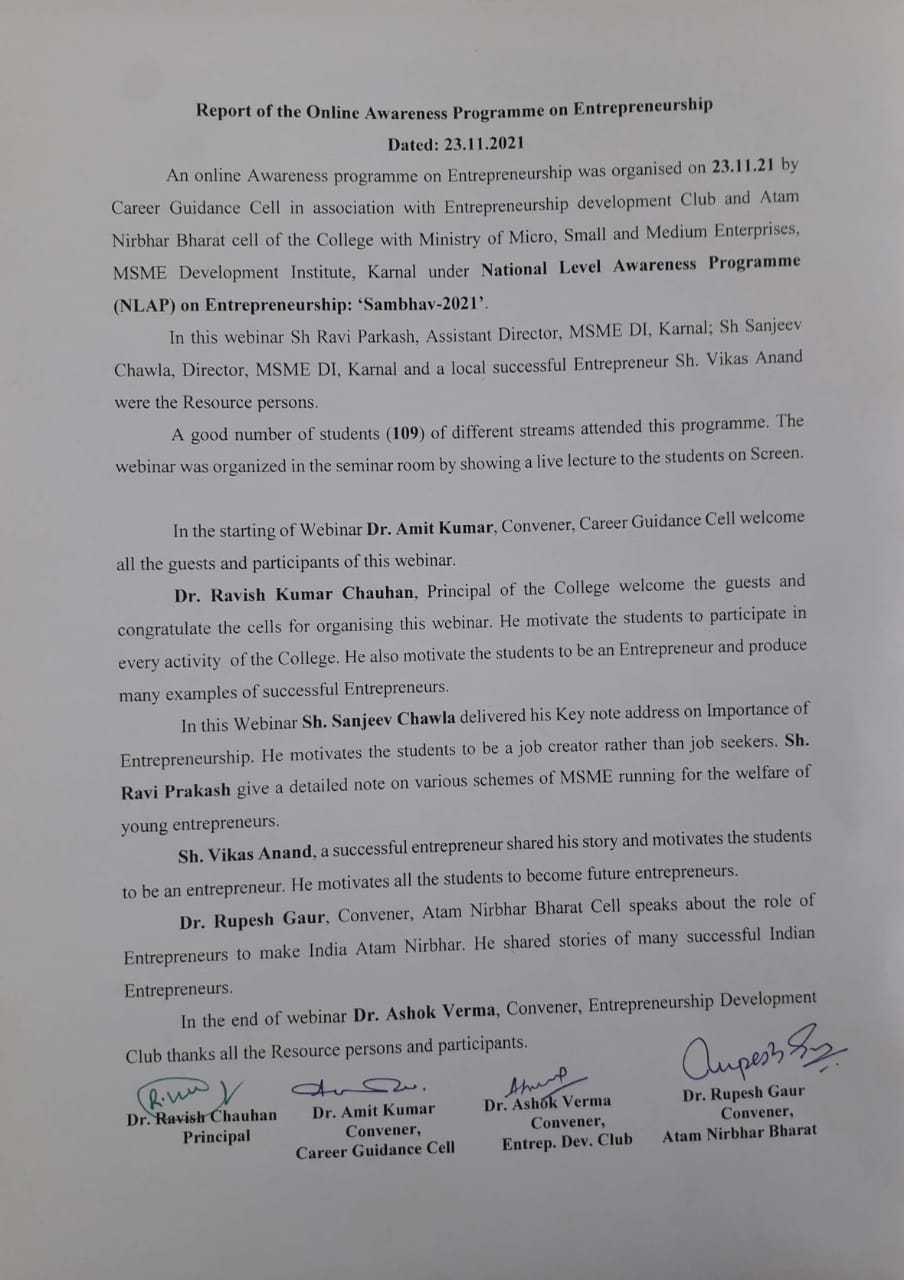 Report of the Online Awareness Programme on Entrepreneurship
Dated: 23.11.2021
An online Awareness programme on Entrepreneurship was organised on 23.11.21 by
Career Guidance Cell in association with Entrepreneurship development Club and Atam
Nirbhar Bharat cell of the College with Ministry of Micro, Small and Medium Enterprises,
MSME Development Institute, Karnal under National Level Awareness Programme
(NLAP) on Entrepreneurship: ‘Sambhav-2021’.
In this webinar Sh Ravi Parkash, Assistant Director, MSME DI, Karnal; Sh Sanjeev
Chawla, Director, MSME DI, Karnal and a local successful Entrepreneur Sh. Vikas Anand
were the Resource persons.
A good number of students (109) of different streams attended this programme. The
webinar was organized in the seminar room by showing a live lecture to the students on Screen.
In the starting of Webinar Dr. Amit Kumar, Convener, Career Guidance Cell welcome
all the guests and participants of this webinar.
Dr. Ravish Kumar Chauhan, Principal of the College welcome the guests and
congratulate the cells for organising this webinar. He motivate the students to participate in
every activity of the College. He also motivate the students to be an Entrepreneur and produce
many examples of successful Entrepreneurs.
In this Webinar Sh. Sanjeev Chawla delivered his Key note address on Importance of
Entrepreneurship. He motivates the students to be a job creator rather than job seekers. Sh.
Ravi Prakash give a detailed note on various schemes of MSME running for the welfare of
young entrepreneurs.
Sh. Vikas Anand, a successful entrepreneur shared his story and motivates the students
to be an entrepreneur. He motivates all the students to become future entrepreneurs.
Dr. Rupesh Gaur, Convener, Atam Nirbhar Bharat Cell speaks about the role of
Entrepreneurs to make India Atam Nirbhar. He shared stories of many successful Indian
Entrepreneurs.
In the end of webinar Dr. Ashok Verma, Convener, Entrepreneurship Development
Club thanks all the Resource persons and participants.
Dr. Ravish Chauhan
Principal
Dr. Amit Kumar
Convener,
Career Guidance Cell
Dr. Ashok Verma
Convener,
Entrep. Dev. Club
Dr. Rupesh Gaur
Convener,
Atam Nirbhar Bharat